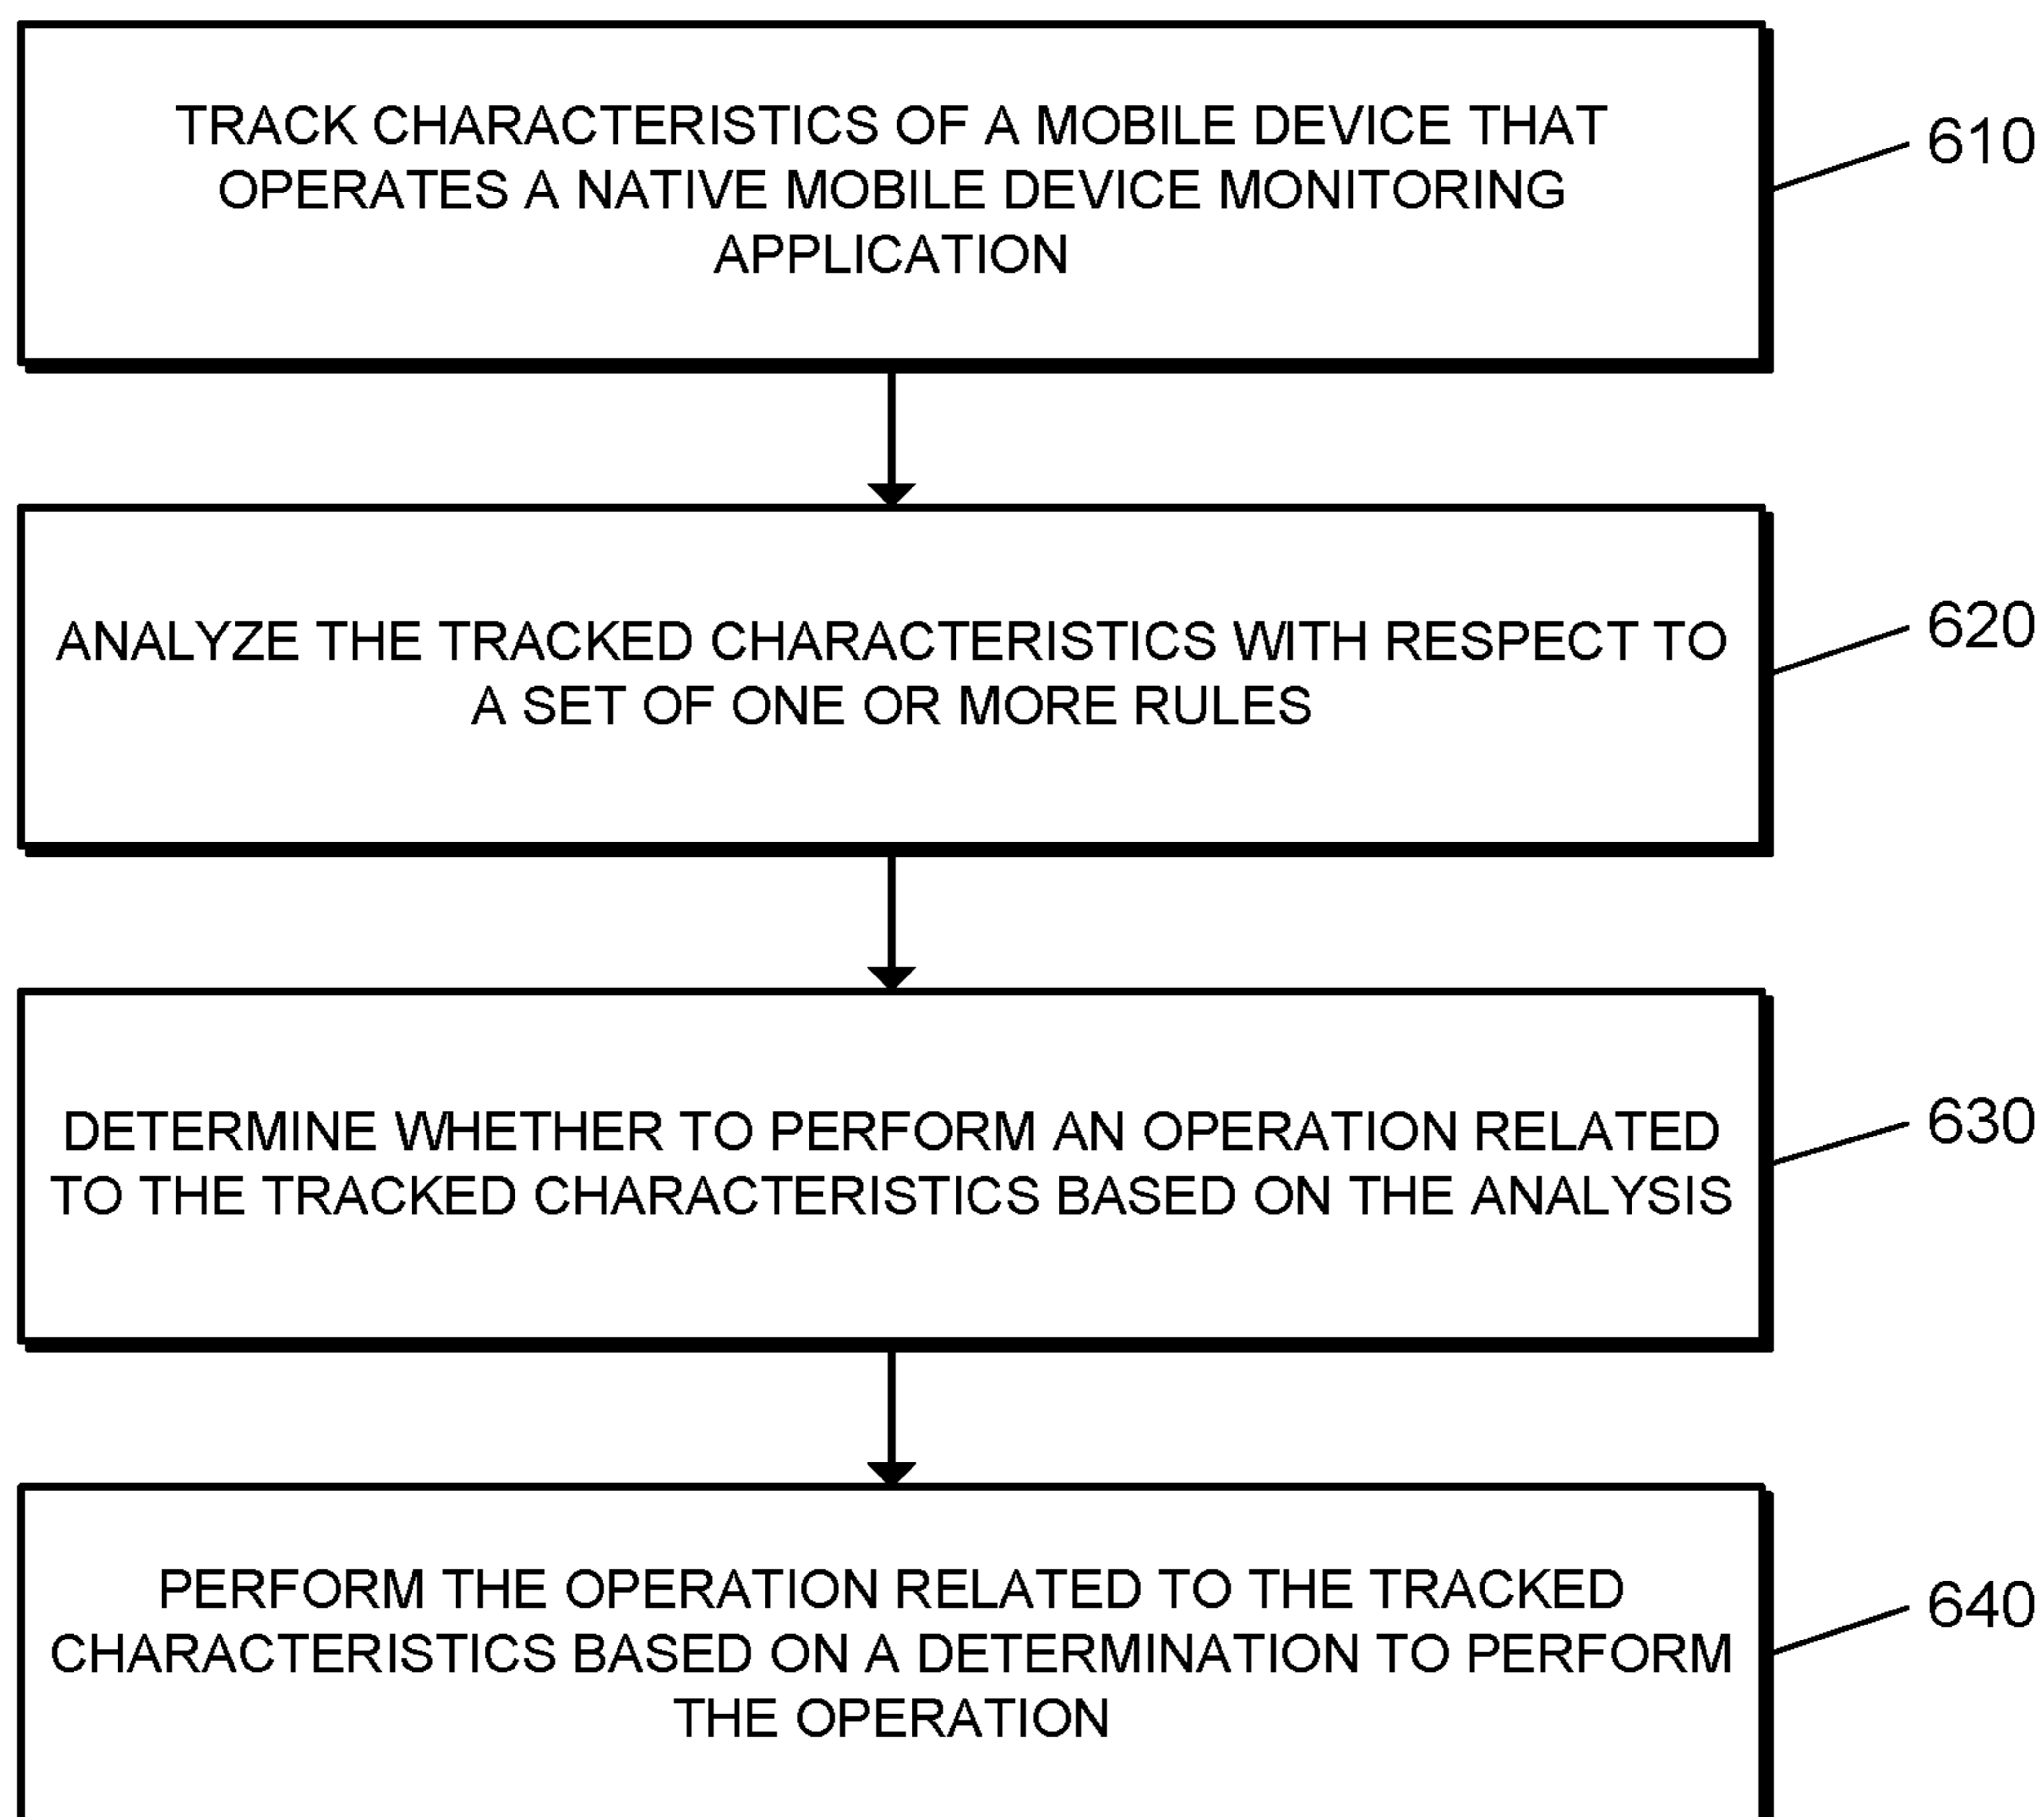 TRACK CHARACTERISTICS OF A MOBILE DEVICE THAT
OPERATES A NATIVE MOBILE DEVICE MONITORING
APPLICATION
610
ANALYZE THE TRACKED CHARACTERISTICS WITH RESPECT TO
A SET OF ONE OR MORE RULES
620
DETERMINE WHETHER TO PERFORM AN OPERATION RELATED
TO THE TRACKED CHARACTERISTICS BASED ON THE ANALYSIS
630
PERFORM THE OPERATION RELATED TO THE TRACKED
CHARACTERISTICS BASED ON A DETERMINATION TO PERFORM
THE OPERATION
640